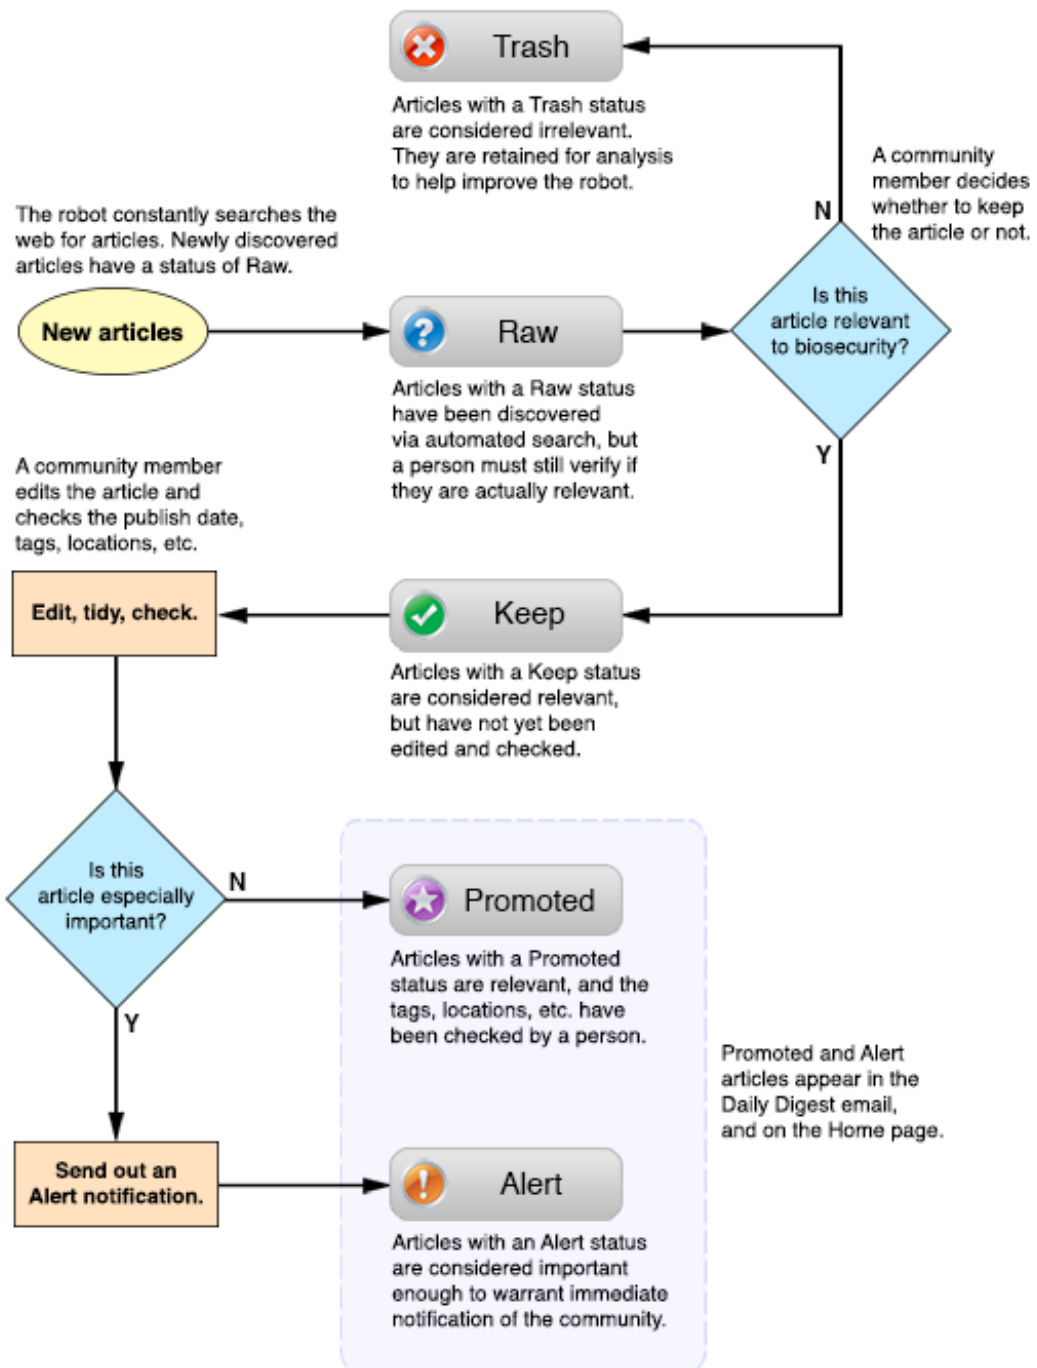 Trash
Articles with a Trash status
are considered irrelevant.
They are retained for analysis
to help improve the robot.
A community
member decides
whether to keep
the article or not.
N
The robot constantly searches the
web for articles. Newly discovered
articles have a status of Raw.
New articles
Raw
Is this
article relevant
to biosecurity?
Articles with a Raw status
have been discovered
via automated search, but
a person must still verify if
they are actually relevant.
Y
A community member
edits the article and
checks the publish date,
tags, locations, etc.
Edit, tidy, check.
Keep
Articles with a Keep status
are considered relevant,
but have not yet been
edited and checked.
Is this
article especially
important?
N
Promoted
Articles with a Promoted
status are relevant, and the
tags, locations, etc. have
been checked by a person.
Y
Promoted and Alert
articles appear in the
Daily Digest email,
and on the Home page.
Send out an
Alert notification.
Alert
Articles with an Alert status
are considered important
enough to warrant immediate
notification of the community.